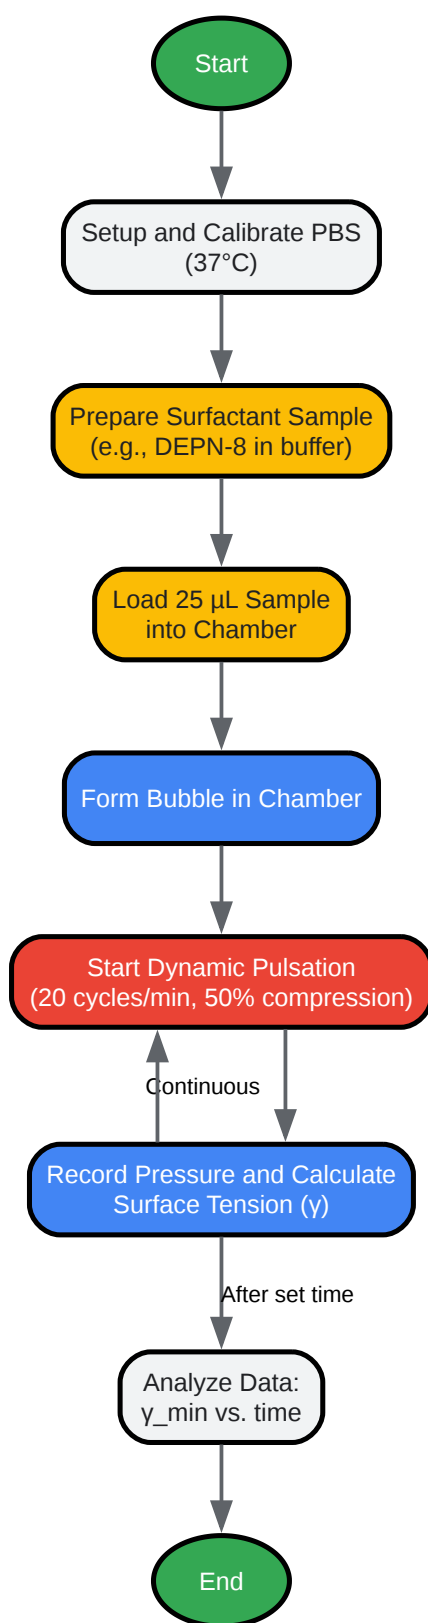 Start
Setup and Calibrate PBS
(37°C)
Prepare Surfactant Sample
(e.g., DEPN-8 in buffer)
Load 25 µL Sample
into Chamber
Form Bubble in Chamber
Start Dynamic Pulsation
(20 cycles/min, 50% compression)
Continuous
Record Pressure and Calculate
Surface Tension (γ)
After set time
Analyze Data:
γ_min vs. time
End